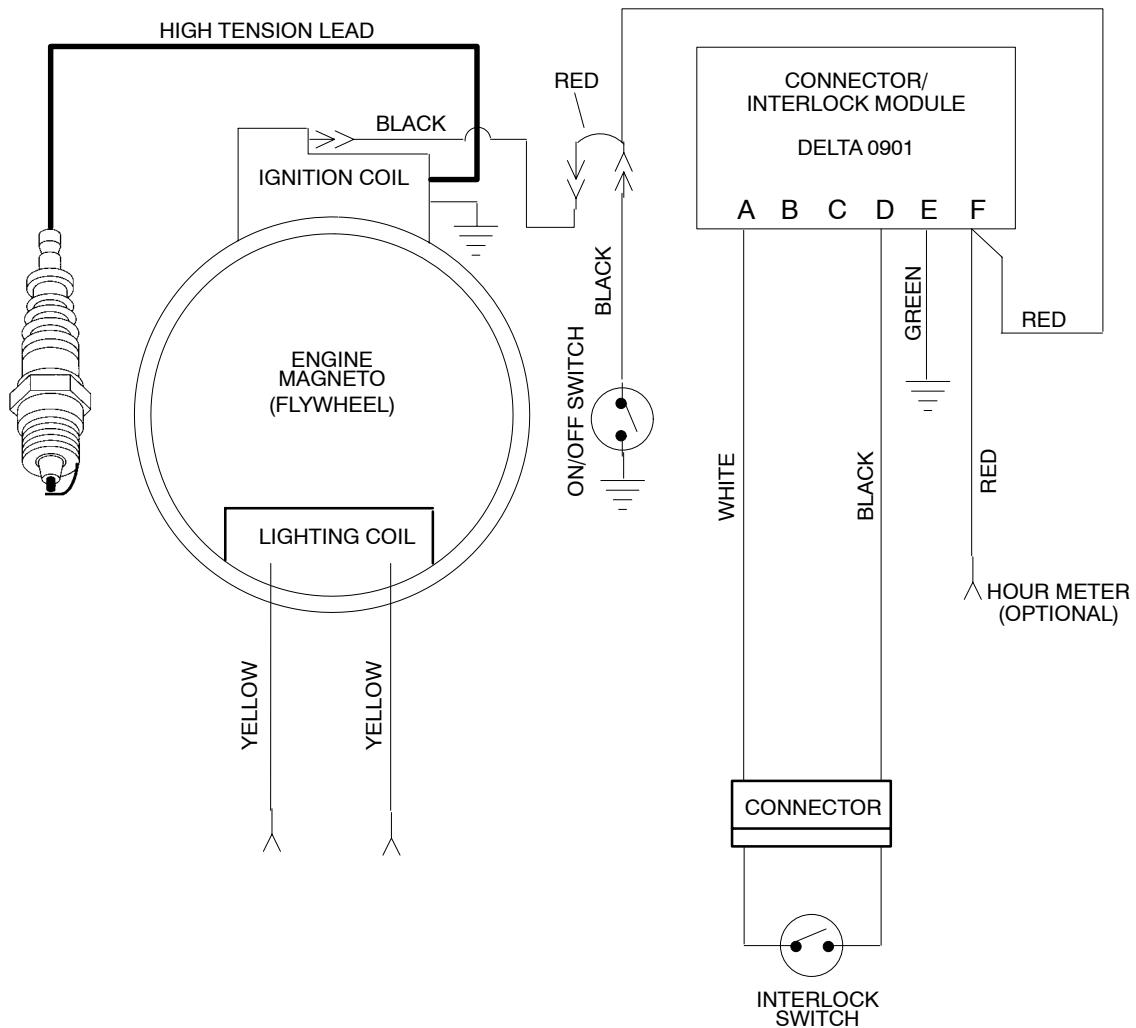 HIGH TENSION LEAD
RED
BLACK
CONNECTOR/
INTERLOCK MODULE
DELTA 0901
IGNITION COIL
A B C D E F
BLACK
GREEN
RED
ENGINE
MAGNETO
(FLYWHEEL)
ON/OFF SWITCH
WHITE
BLACK
RED
LIGHTING COIL
HOUR METER
(OPTIONAL)
YELLOW
YELLOW
CONNECTOR
INTERLOCK
SWITCH